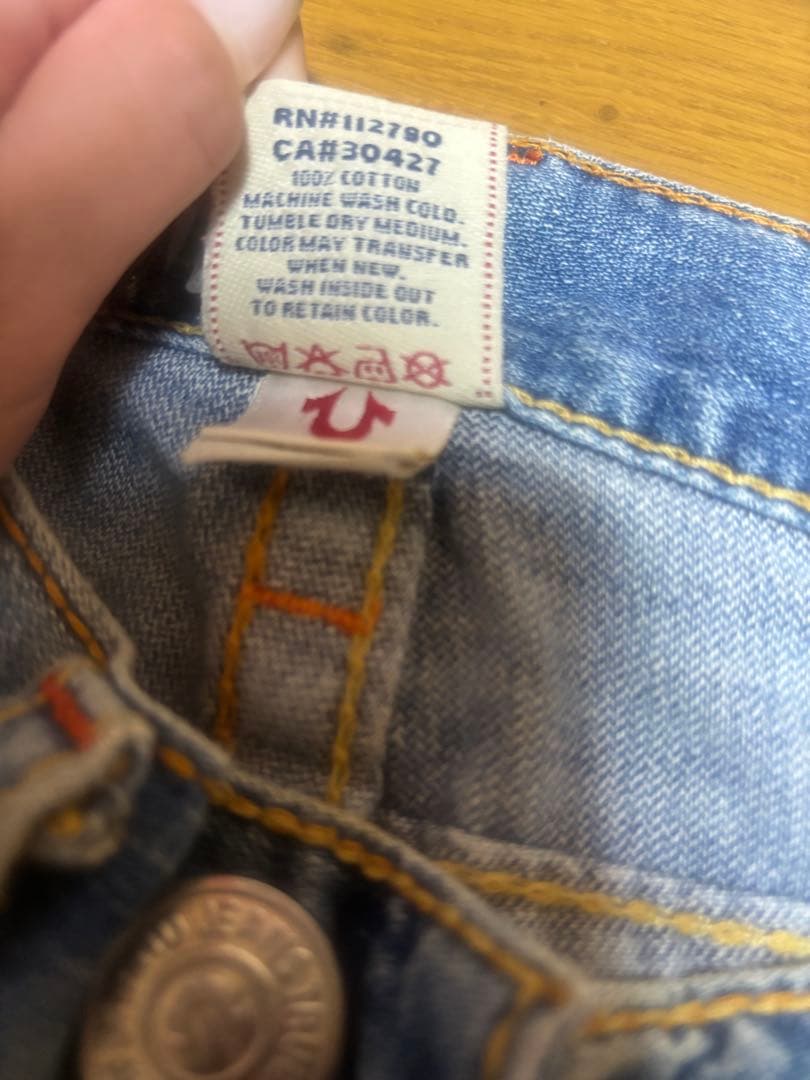 RN#112790
CA#30427
100% COTTON
MACHINE WASH COLD.
TUMBLE DRY MEDIUM.
COLOR MAY TRANSFER
WHEN NEW.
WASH INSIDE OUT
TO RETAIN COLOR.